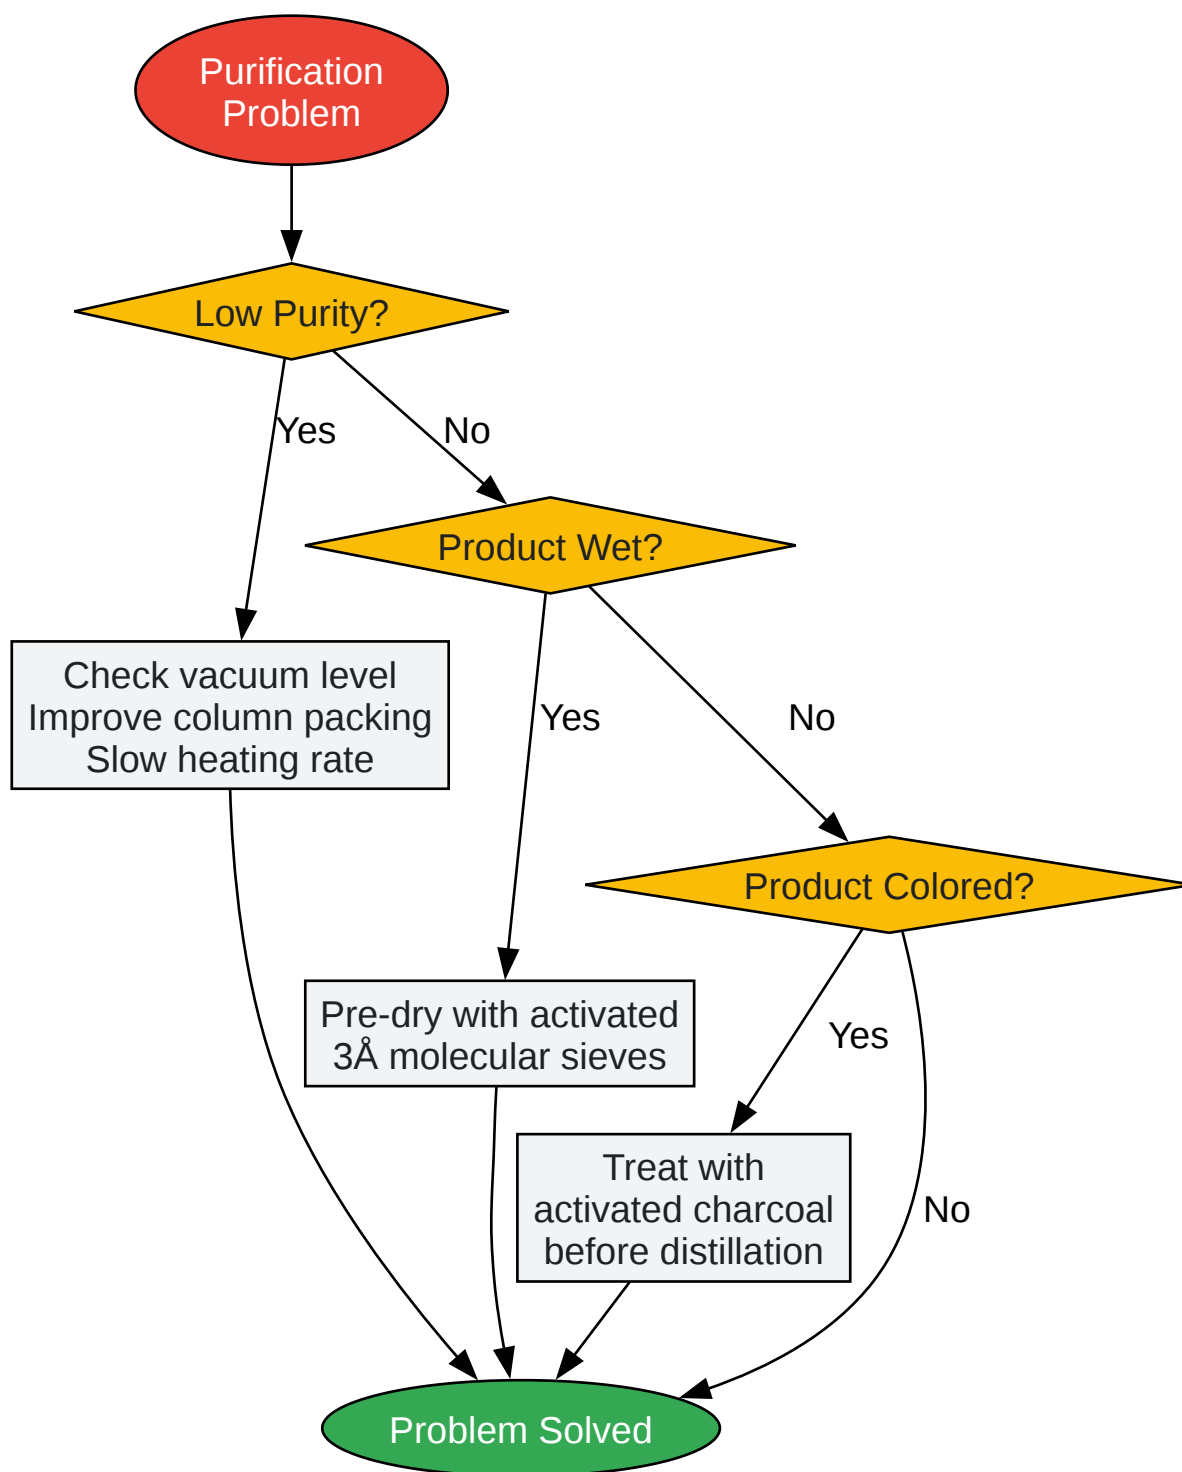 Purification
Problem
Low Purity?
Yes
No
Product Wet?
Check vacuum level
Improve column packing
Slow heating rate
Yes
No
Product Colored?
Pre-dry with activated
3Å molecular sieves
Yes
Treat with
activated charcoal
before distillation
No
Problem Solved